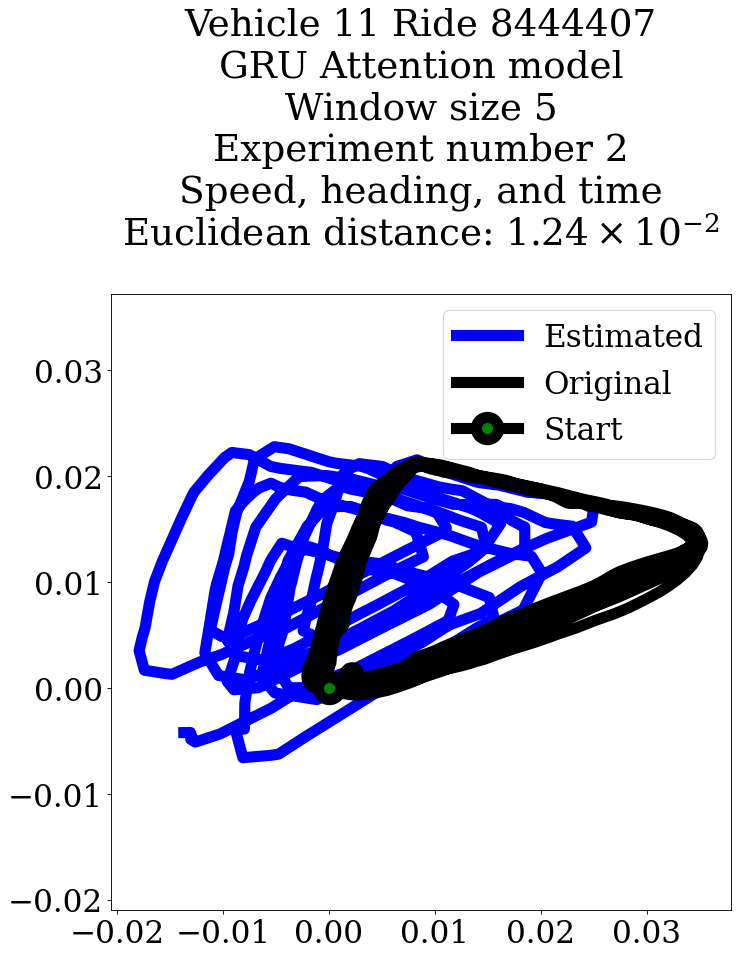 Vehicle 11 Ride 8444407
GRU Attention model
Window size 5
Experiment number 2
Speed, heading, and time
Euclidean distance: 1.24 × 10⁻²
Estimated
Original
Start
0.03
0.02
0.01
0.00
−0.01
−0.02
−0.02 −0.01 0.00 0.01 0.02 0.03